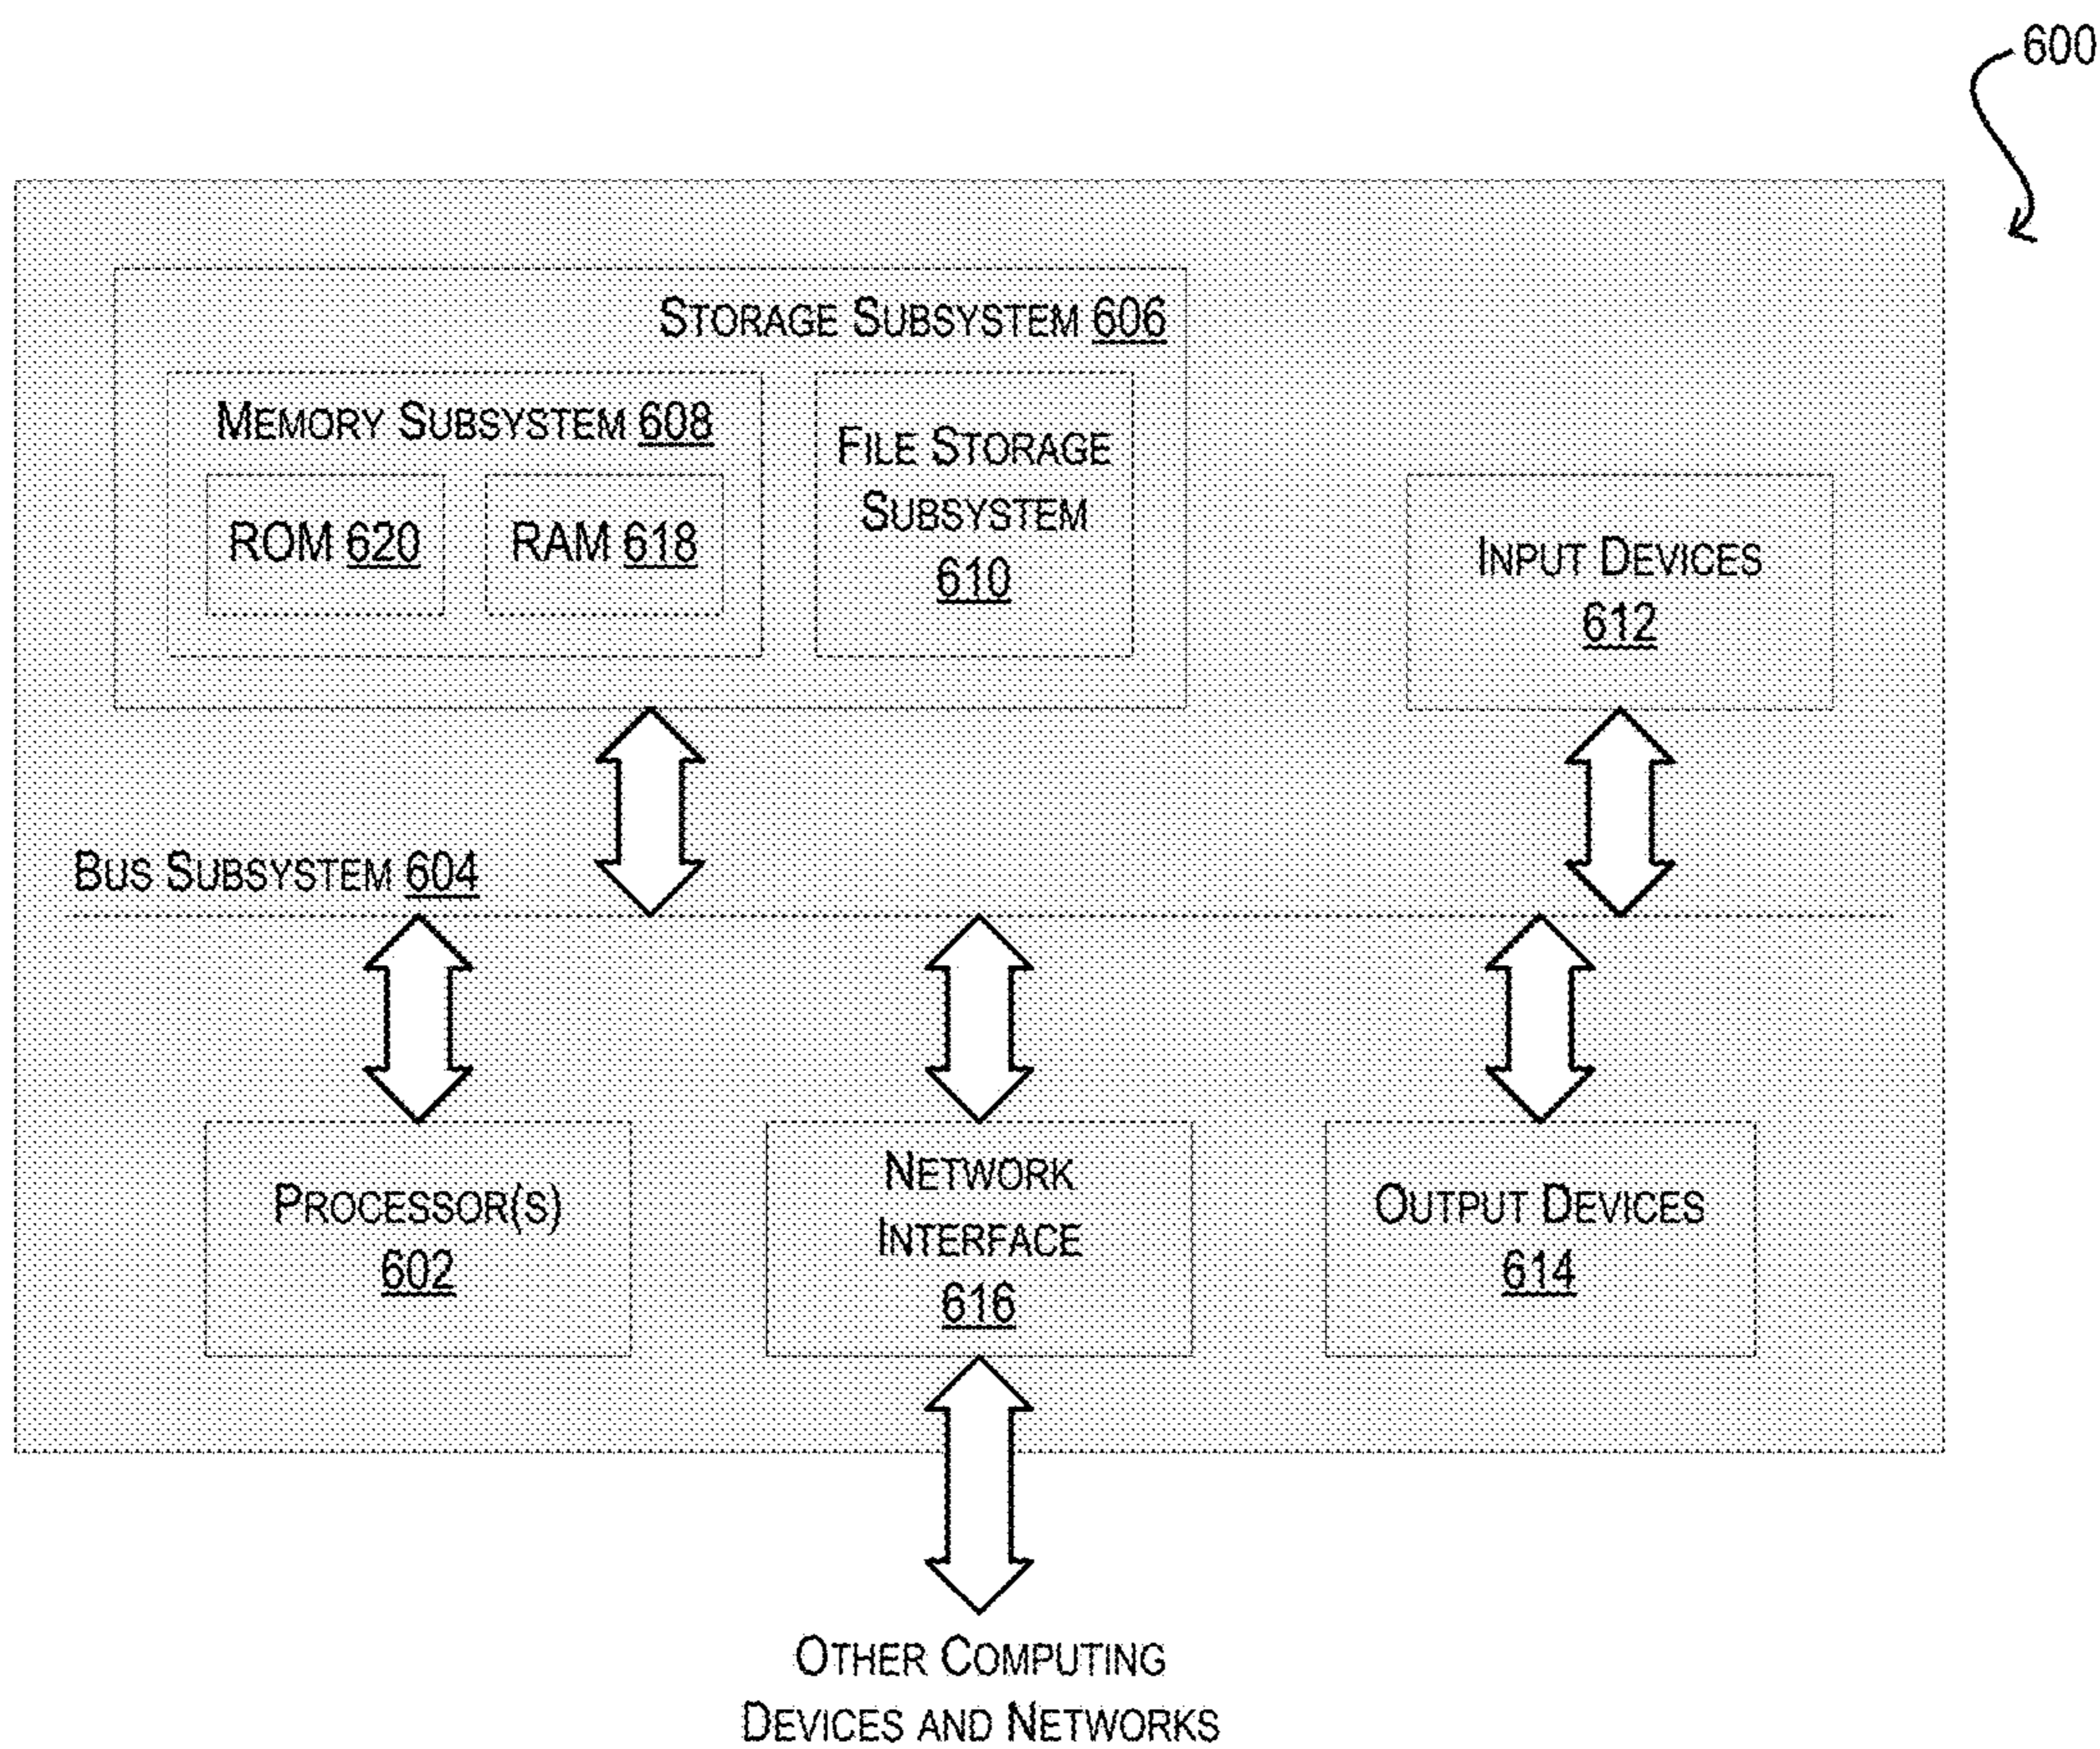 600
STORAGE SUBSYSTEM 606
MEMORY SUBSYSTEM 608
ROM 620
RAM 618
FILE STORAGE
SUBSYSTEM
610
INPUT DEVICES
612
BUS SUBSYSTEM 604
PROCESSOR(S)
602
NETWORK
INTERFACE
616
OUTPUT DEVICES
614
OTHER COMPUTING
DEVICES AND NETWORKS